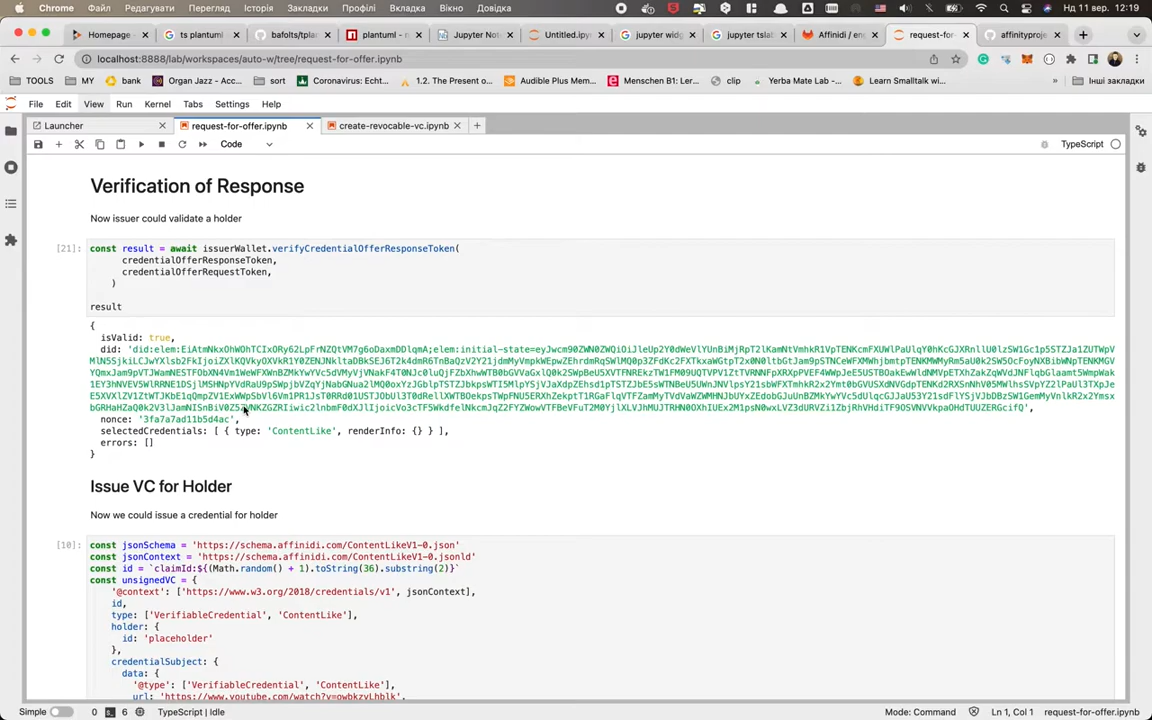 Chrome Файл Редагувати Перегляд Історія Закладки Профілі Вкладка Вікно Довідка Нд 11 вер. 12:19
Homepage - ts plantuml bafolts/tplan plantuml - n Jupyter Not Untitled.ipyn jupyter widg jupyter tslab Affinidi / en request-for- affinityproje
localhost:8888/lab/workspaces/auto-w/tree/request-for-offer.ipynb
TOOLS MY bank Organ Jazz - Acc... sort Coronavirus: Echt... 1.2. The Present o... Audible Plus Mem... Menschen B1: Ler... clip Yerba Mate Lab -... Learn Smalltalk wi... » Інші закладки
File Edit View Run Kernel Tabs Settings Help
Launcher request-for-offer.ipynb create-revocable-vc.ipynb
Code TypeScript
Verification of Response
Now issuer could validate a holder
[21]: const result = await issuerWallet.verifyCredentialOfferResponseToken(
credentialOfferResponseToken,
credentialOfferRequestToken,
)
result
{
isValid: true,
did:
nonce: '3fa7a7ad11b5d4ac',
selectedCredentials: [ { type: 'ContentLike', renderInfo: {} } ],
errors: []
}
Issue VC for Holder
Now we could issue a credential for holder
[10]: const jsonSchema = 'https://schema.affinidi.com/ContentLikeV1-0.json'
const jsonContext = 'https://schema.affinidi.com/ContentLikeV1-0.jsonld'
const id = `claimId:${(Math.random() + 1).toString(36).substring(2)}`
const unsignedVC = {
'@context': ['https://www.w3.org/2018/credentials/v1', jsonContext],
id,
type: ['VerifiableCredential', 'ContentLike'],
holder: {
id: 'placeholder'
},
credentialSubject: {
data: {
'@type': ['VerifiableCredential', 'ContentLike'],
Simple 0 6 TypeScript | Idle Mode: Command Ln 1, Col 1 request-for-offer.ipynb